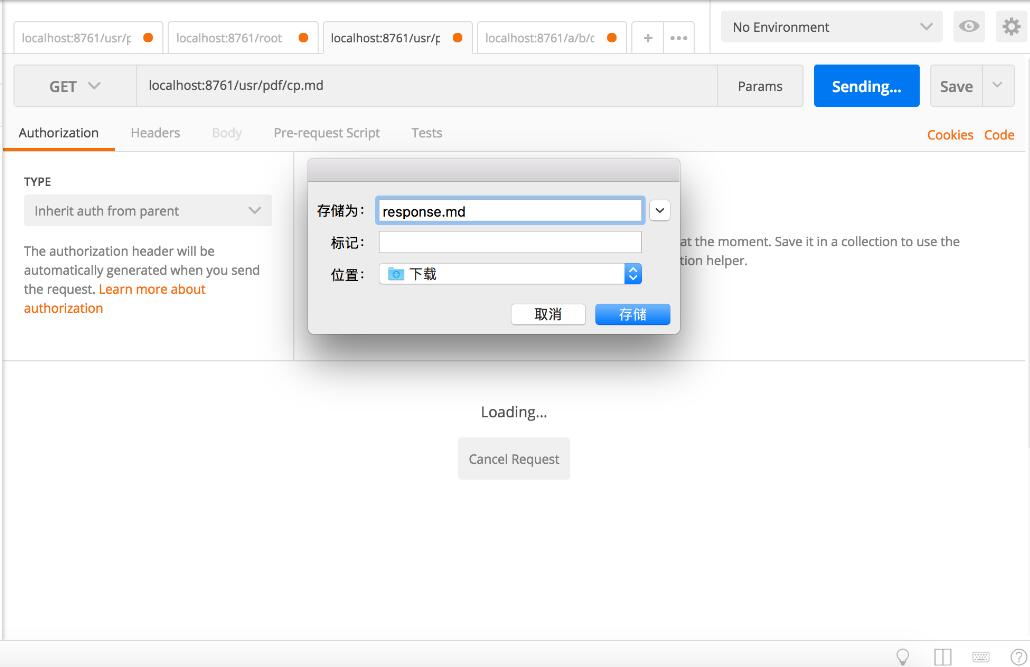 localhost:8761/usr/p localhost:8761/root localhost:8761/usr/p localhost:8761/a/b/c + No Environment
GET localhost:8761/usr/pdf/cp.md Params Sending... Save
Authorization Headers Body Pre-request Script Tests Cookies Code
TYPE
Inherit auth from parent
The authorization header will be
automatically generated when you send
the request. Learn more about
authorization
存储为: response.md
标记:
位置: 下载
取消 存储
at the moment. Save it in a collection to use the
tion helper.
Loading...
Cancel Request